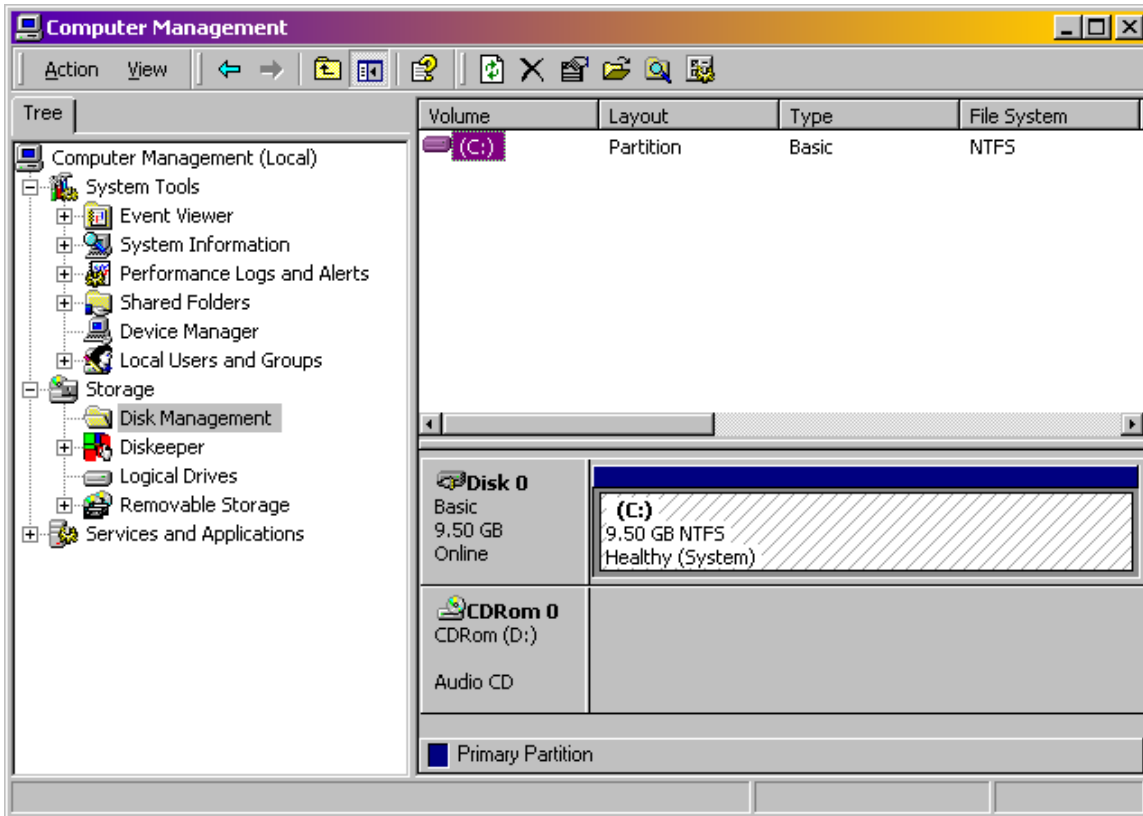 Computer Management
Action View
Tree
Computer Management (Local)
System Tools
Event Viewer
System Information
Performance Logs and Alerts
Shared Folders
Device Manager
Local Users and Groups
Storage
Disk Management
Diskeeper
Logical Drives
Removable Storage
Services and Applications
Volume Layout Type File System
(C:) Partition Basic NTFS
Disk 0
Basic
9.50 GB
Online
(C:)
9.50 GB NTFS
Healthy (System)
CDRom 0
CDRom (D:)
Audio CD
Primary Partition